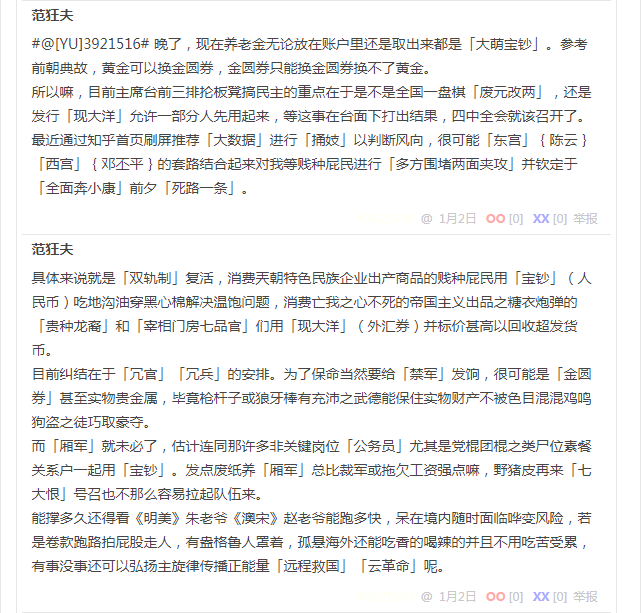 范狂夫
#@[YU]3921516# 晚了，现在养老金无论放在账户里还是取出来都是「大萌宝钞」。参考
前朝典故，黄金可以换金圆券，金圆券只能换金圆券换不了黄金。
所以嘛，目前主席台前三排抡板凳搞民主的重点在于是不是全国一盘棋「废元改两」，还是
发行「现大洋」允许一部分人先用起来，等这事在台面下打出结果，四中全会就该召开了。
最近通过知乎首页刷屏推荐「大数据」进行「捅妓」以判断风向，很可能「东宫」｛陈云｝
「西宫」｛邓丕平｝的套路结合起来对我等贱种屁民进行「多方围堵两面夹攻」并钦定于
「全面奔小康」前夕「死路一条」。
@ 1月2日 OO [0] XX [0] 举报
范狂夫
具体来说就是「双轨制」复活，消费天朝特色民族企业出产商品的贱种屁民用「宝钞」（人
民币）吃地沟油穿黑心棉解决温饱问题，消费亡我之心不死的帝国主义出品之糖衣炮弹的
「贵种龙裔」和「宰相门房七品官」们用「现大洋」（外汇券）并标价甚高以回收超发货
币。
目前纠结在于「冗官」「冗兵」的安排。为了保命当然要给「禁军」发饷，很可能是「金圆
券」甚至实物贵金属，毕竟枪杆子或狼牙棒有充沛之武德能保住实物财产不被色目混混鸡鸣
狗盗之徒巧取豪夺。
而「厢军」就未必了，估计连同那许多非关键岗位「公务员」尤其是党棍团棍之类尸位素餐
关系户一起用「宝钞」。发点废纸养「厢军」总比裁军或拖欠工资强点嘛，野猪皮再来「七
大恨」号召也不那么容易拉起队伍来。
能撑多久还得看《明美》朱老爷《澳宋》赵老爷能跑多快，呆在境内随时面临哗变风险，若
是卷款跑路拍屁股走人，有盎格鲁人罩着，孤悬海外还能吃香的喝辣的并且不用吃苦受累，
有事没事还可以弘扬主旋律传播正能量「远程救国」「云革命」呢。
@ 1月2日 OO [0] XX [0] 举报